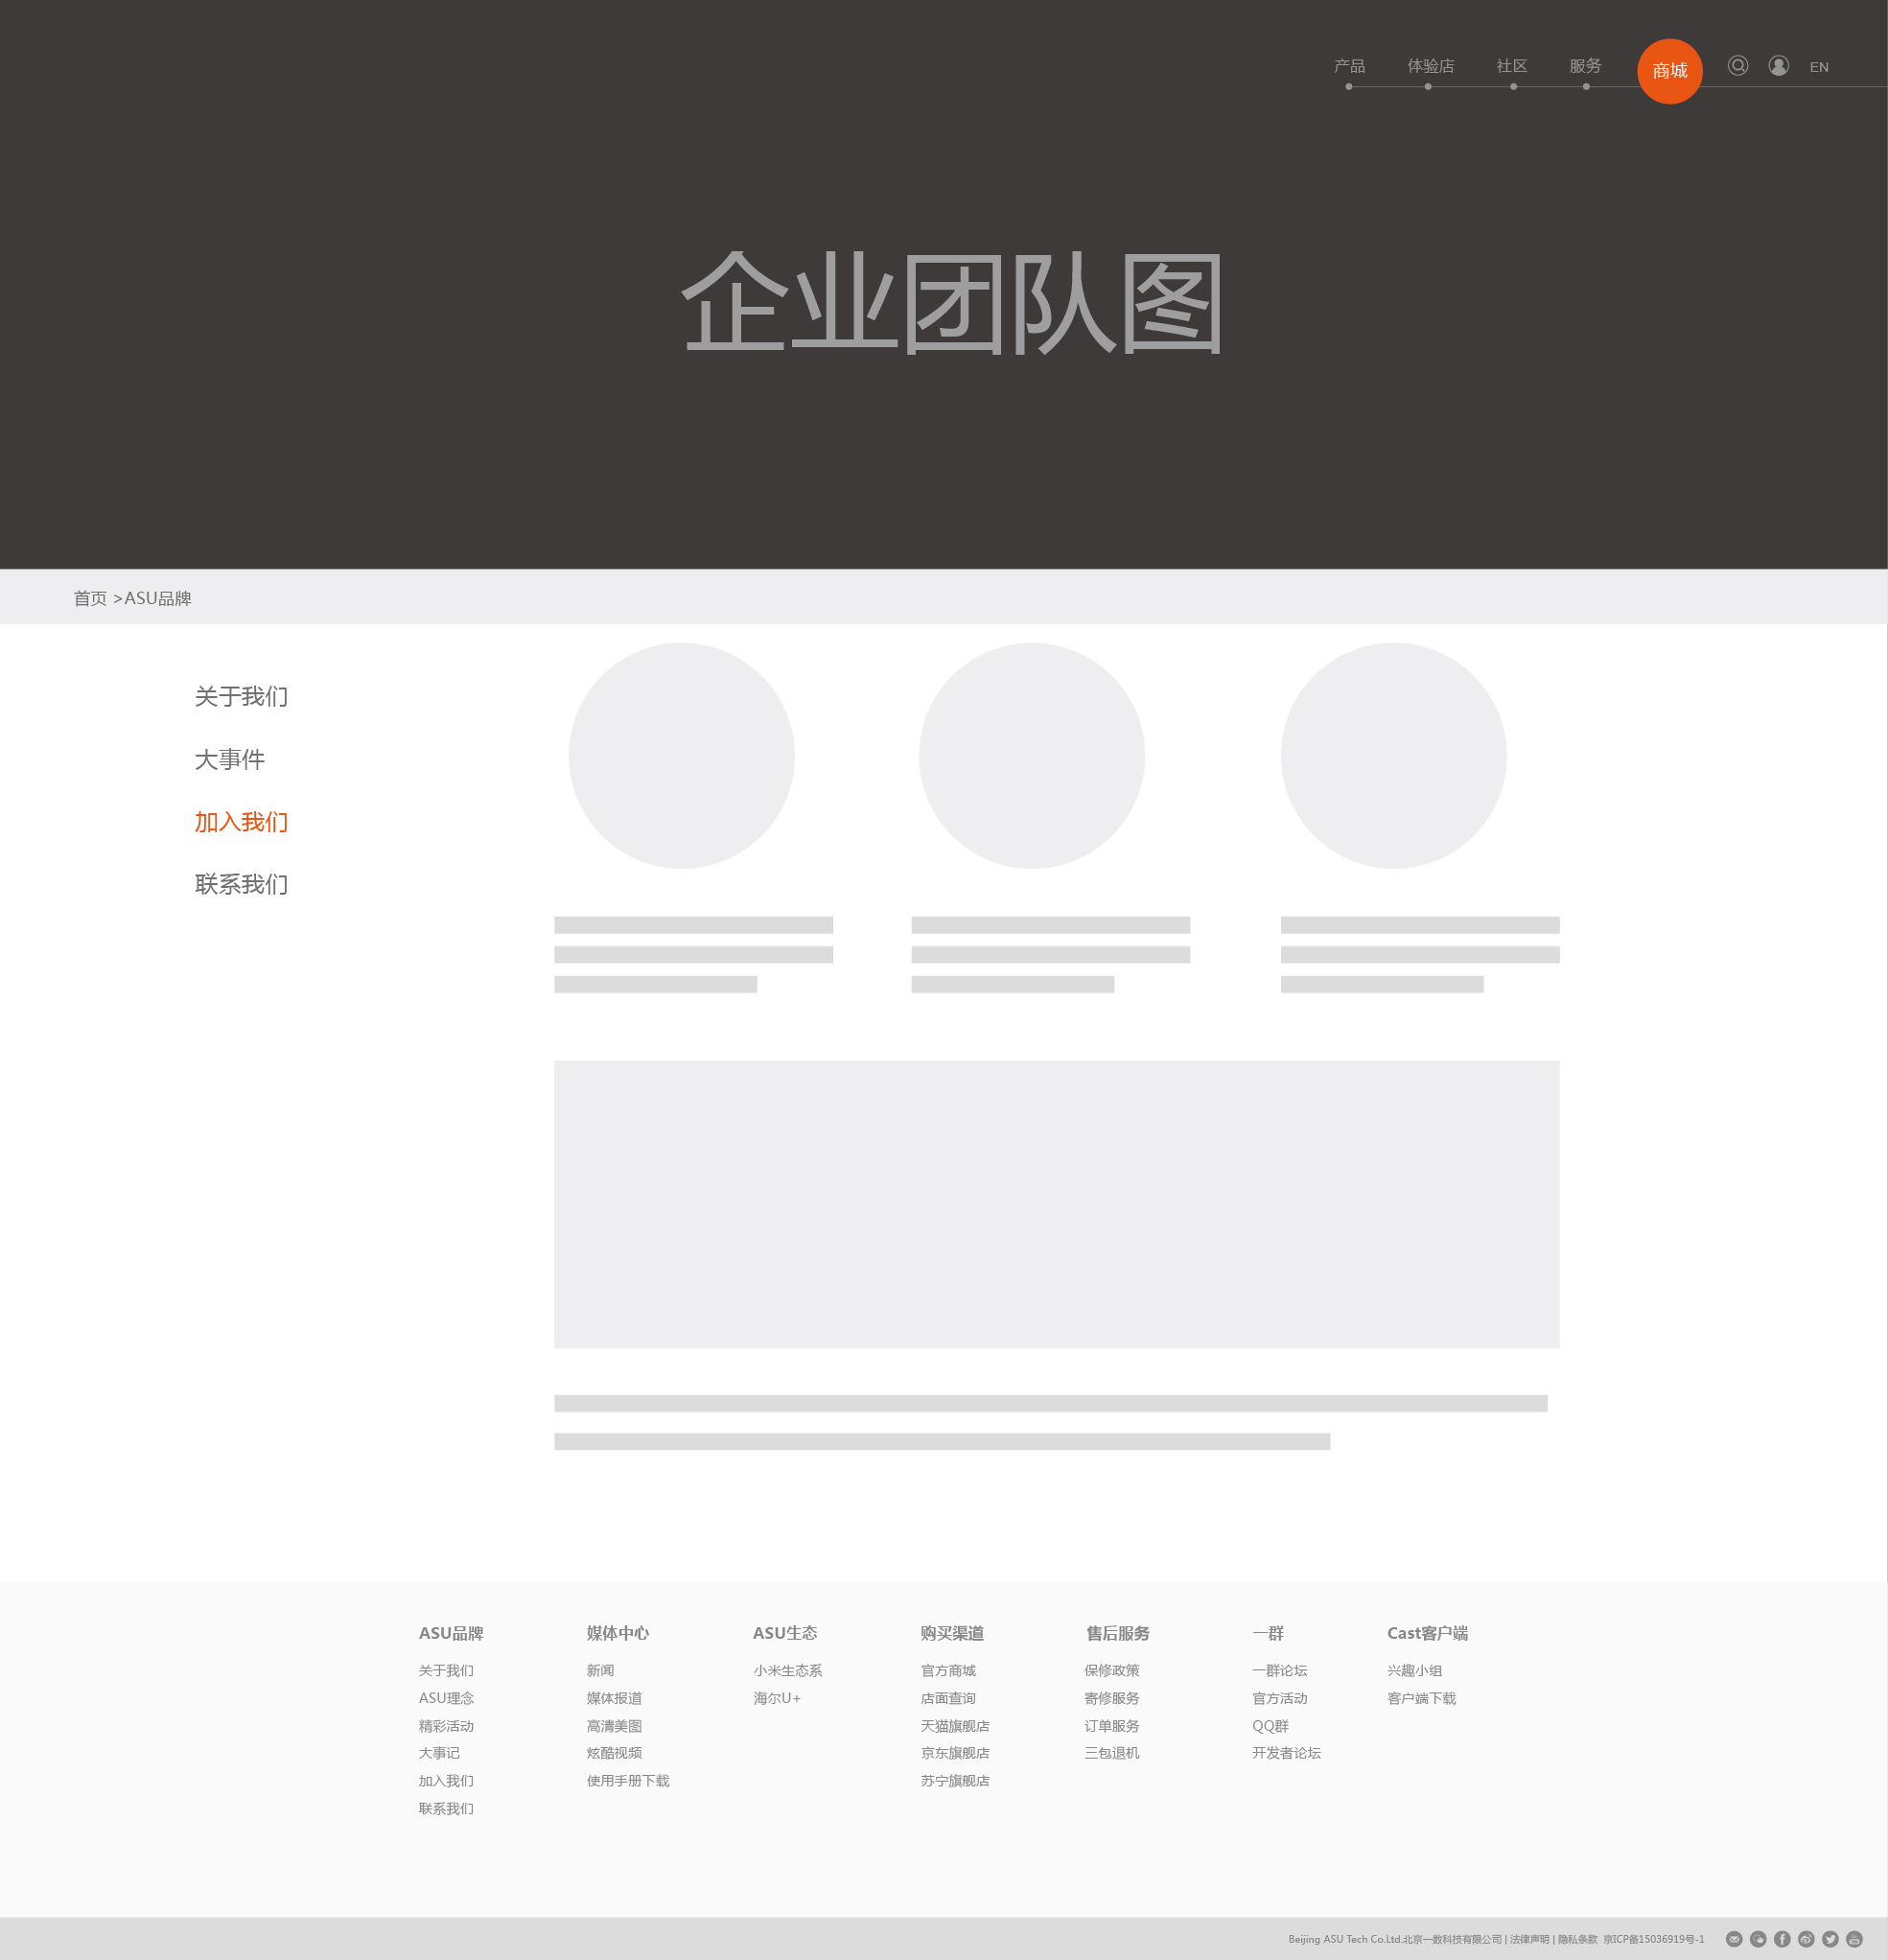 产品 体验店 社区 服务 商城 EN
企业团队图
首页 >ASU品牌
关于我们
大事件
加入我们
联系我们
ASU品牌 媒体中心 ASU生态 购买渠道 售后服务 一群 Cast客户端
关于我们 新闻 小米生态系 官方商城 保修政策 一群论坛 兴趣小组
ASU理念 媒体报道 海尔U+ 店面查询 寄修服务 官方活动 客户端下载
精彩活动 高清美图 天猫旗舰店 订单服务 QQ群
大事记 炫酷视频 京东旗舰店 三包退机 开发者论坛
加入我们 使用手册下载 苏宁旗舰店
联系我们
Beijing ASU Tech Co.Ltd.北京一数科技有限公司 | 法律声明 | 隐私条款 京ICP备15036919号-1